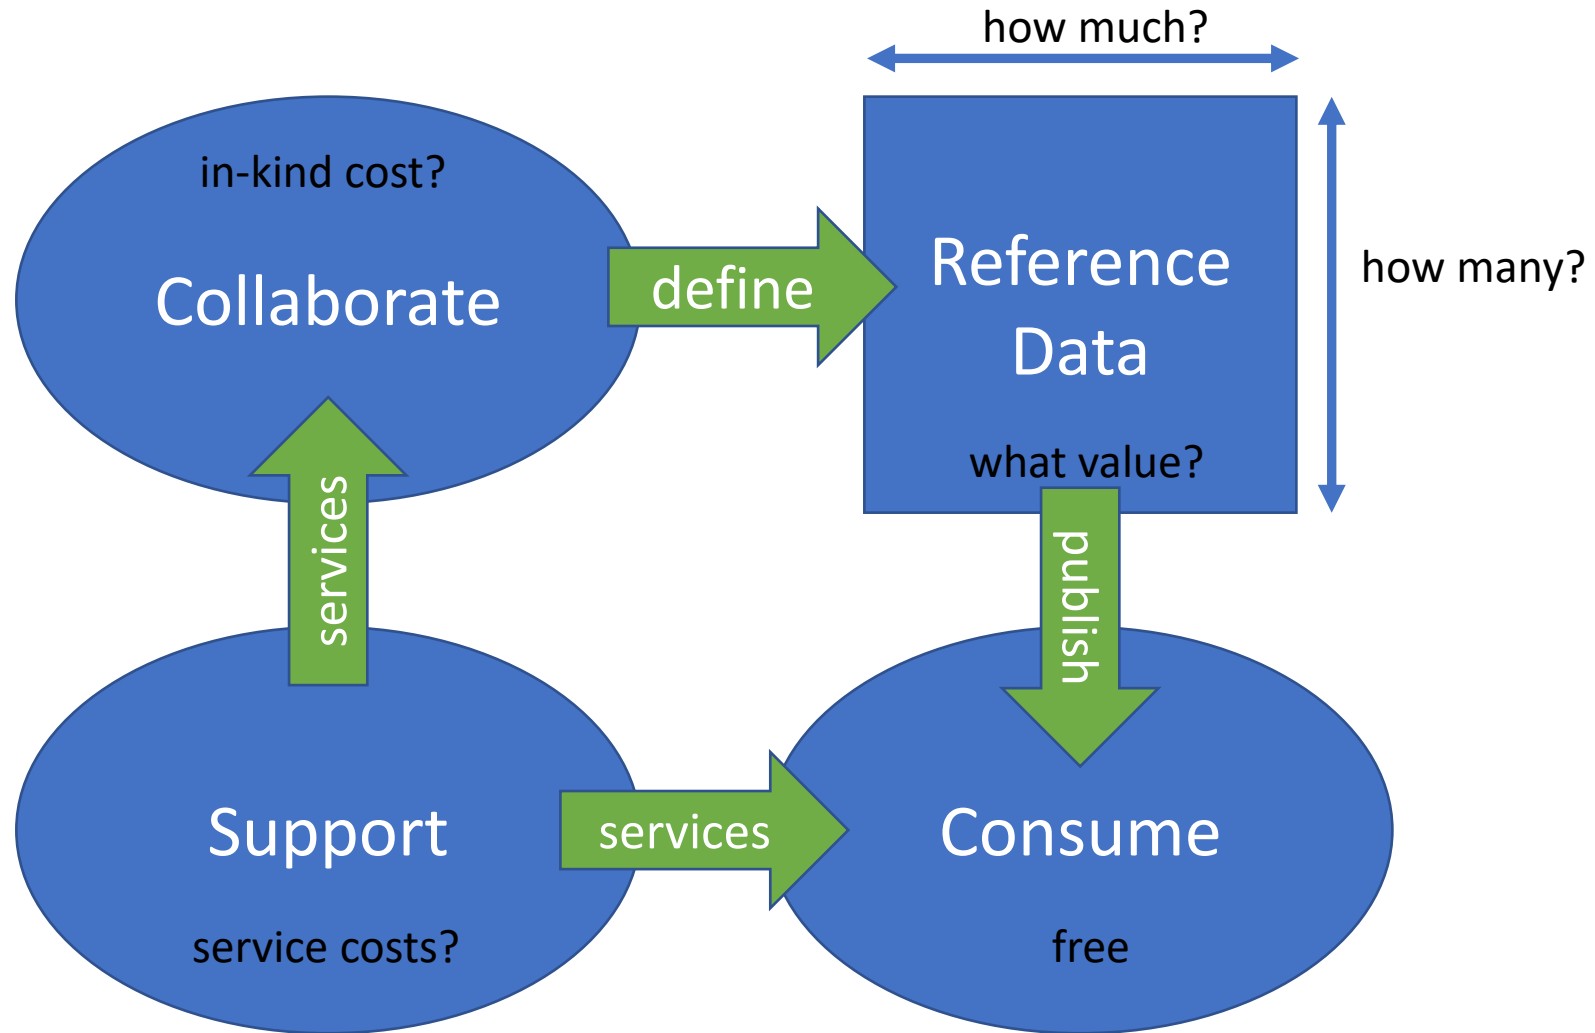 how much?
in-kind cost?
Collaborate
define
Reference
Data
how many?
what value?
services
publish
Support
services
Consume
service costs?
free